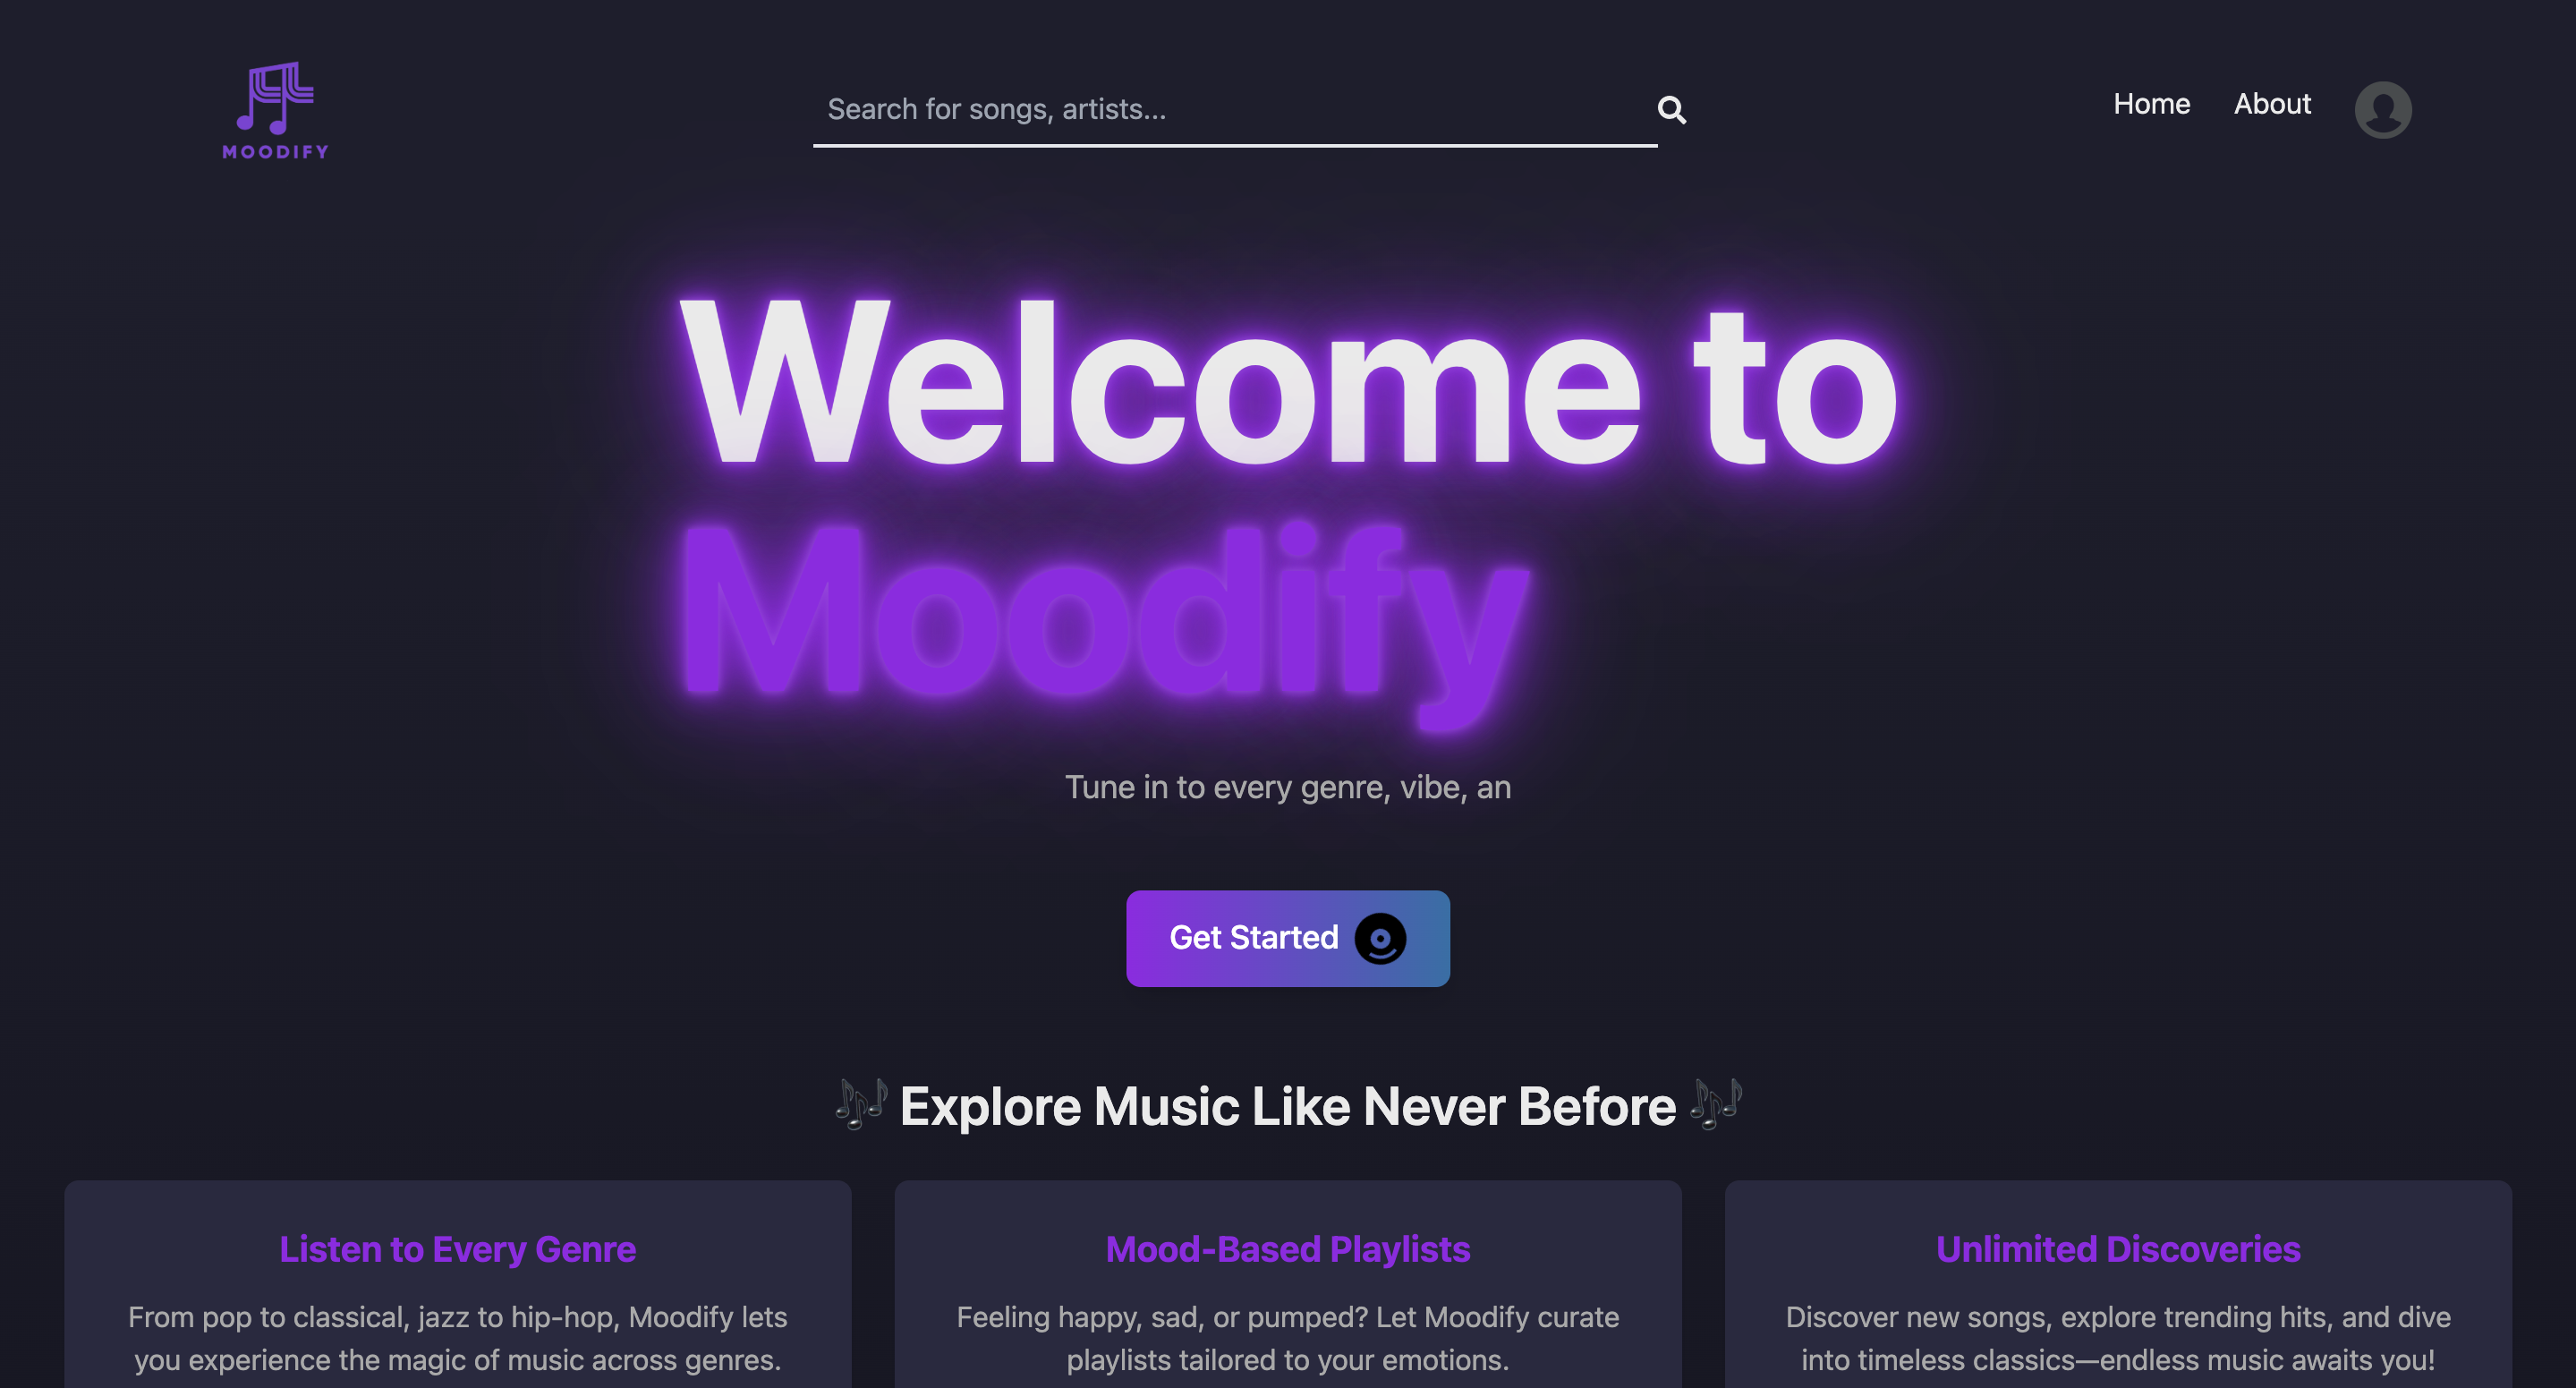 MOODIFY
Search for songs, artists...
Home
About
Welcome to
Moodify
Tune in to every genre, vibe, an
Get Started
🎶 Explore Music Like Never Before 🎶
Listen to Every Genre
From pop to classical, jazz to hip-hop, Moodify lets
you experience the magic of music across genres.
Mood-Based Playlists
Feeling happy, sad, or pumped? Let Moodify curate
playlists tailored to your emotions.
Unlimited Discoveries
Discover new songs, explore trending hits, and dive
into timeless classics—endless music awaits you!